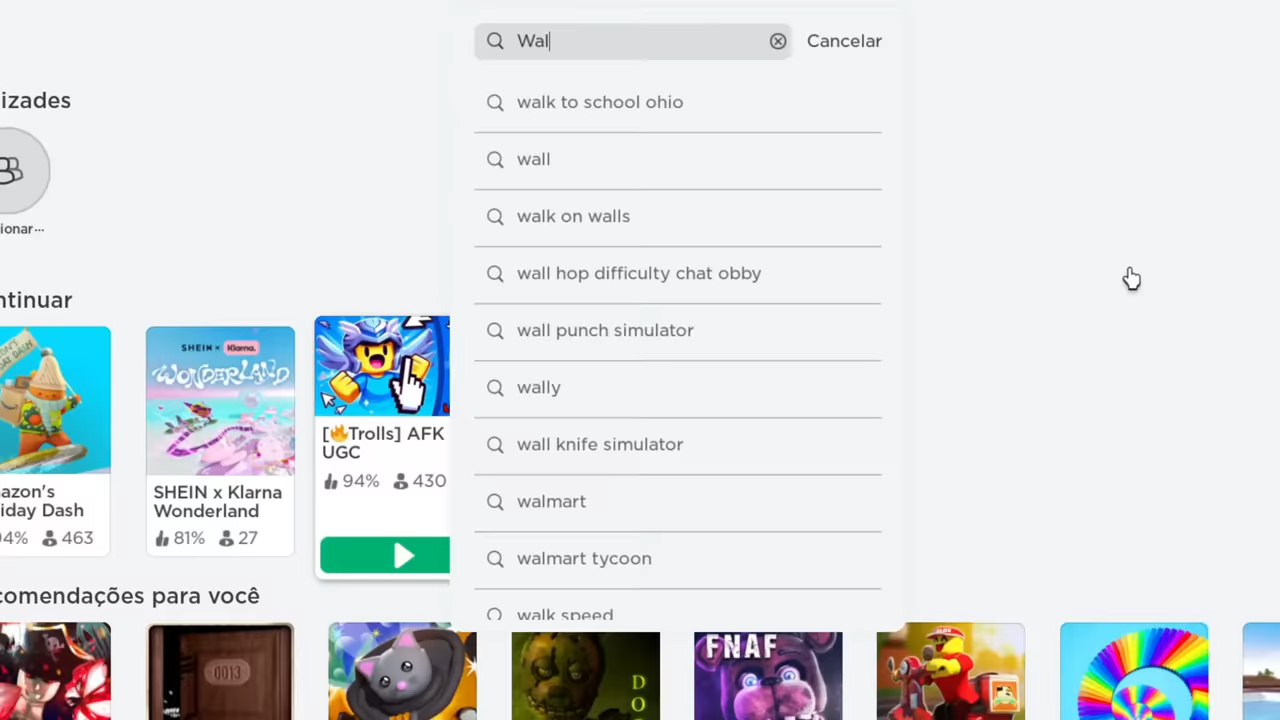 Wal
Cancelar
walk to school ohio
wall
walk on walls
wall hop difficulty chat obby
wall punch simulator
wally
wall knife simulator
walmart
walmart tycoon
walk speed
izades
ionar...
ntinuar
SHEIN x Klarna.
WONDERLAND
azon's
iday Dash
94% 463
SHEIN x Klarna
Wonderland
81% 27
[🔥Trolls] AFK
UGC
94% 430
comendações para você
0013
DO
FNAF